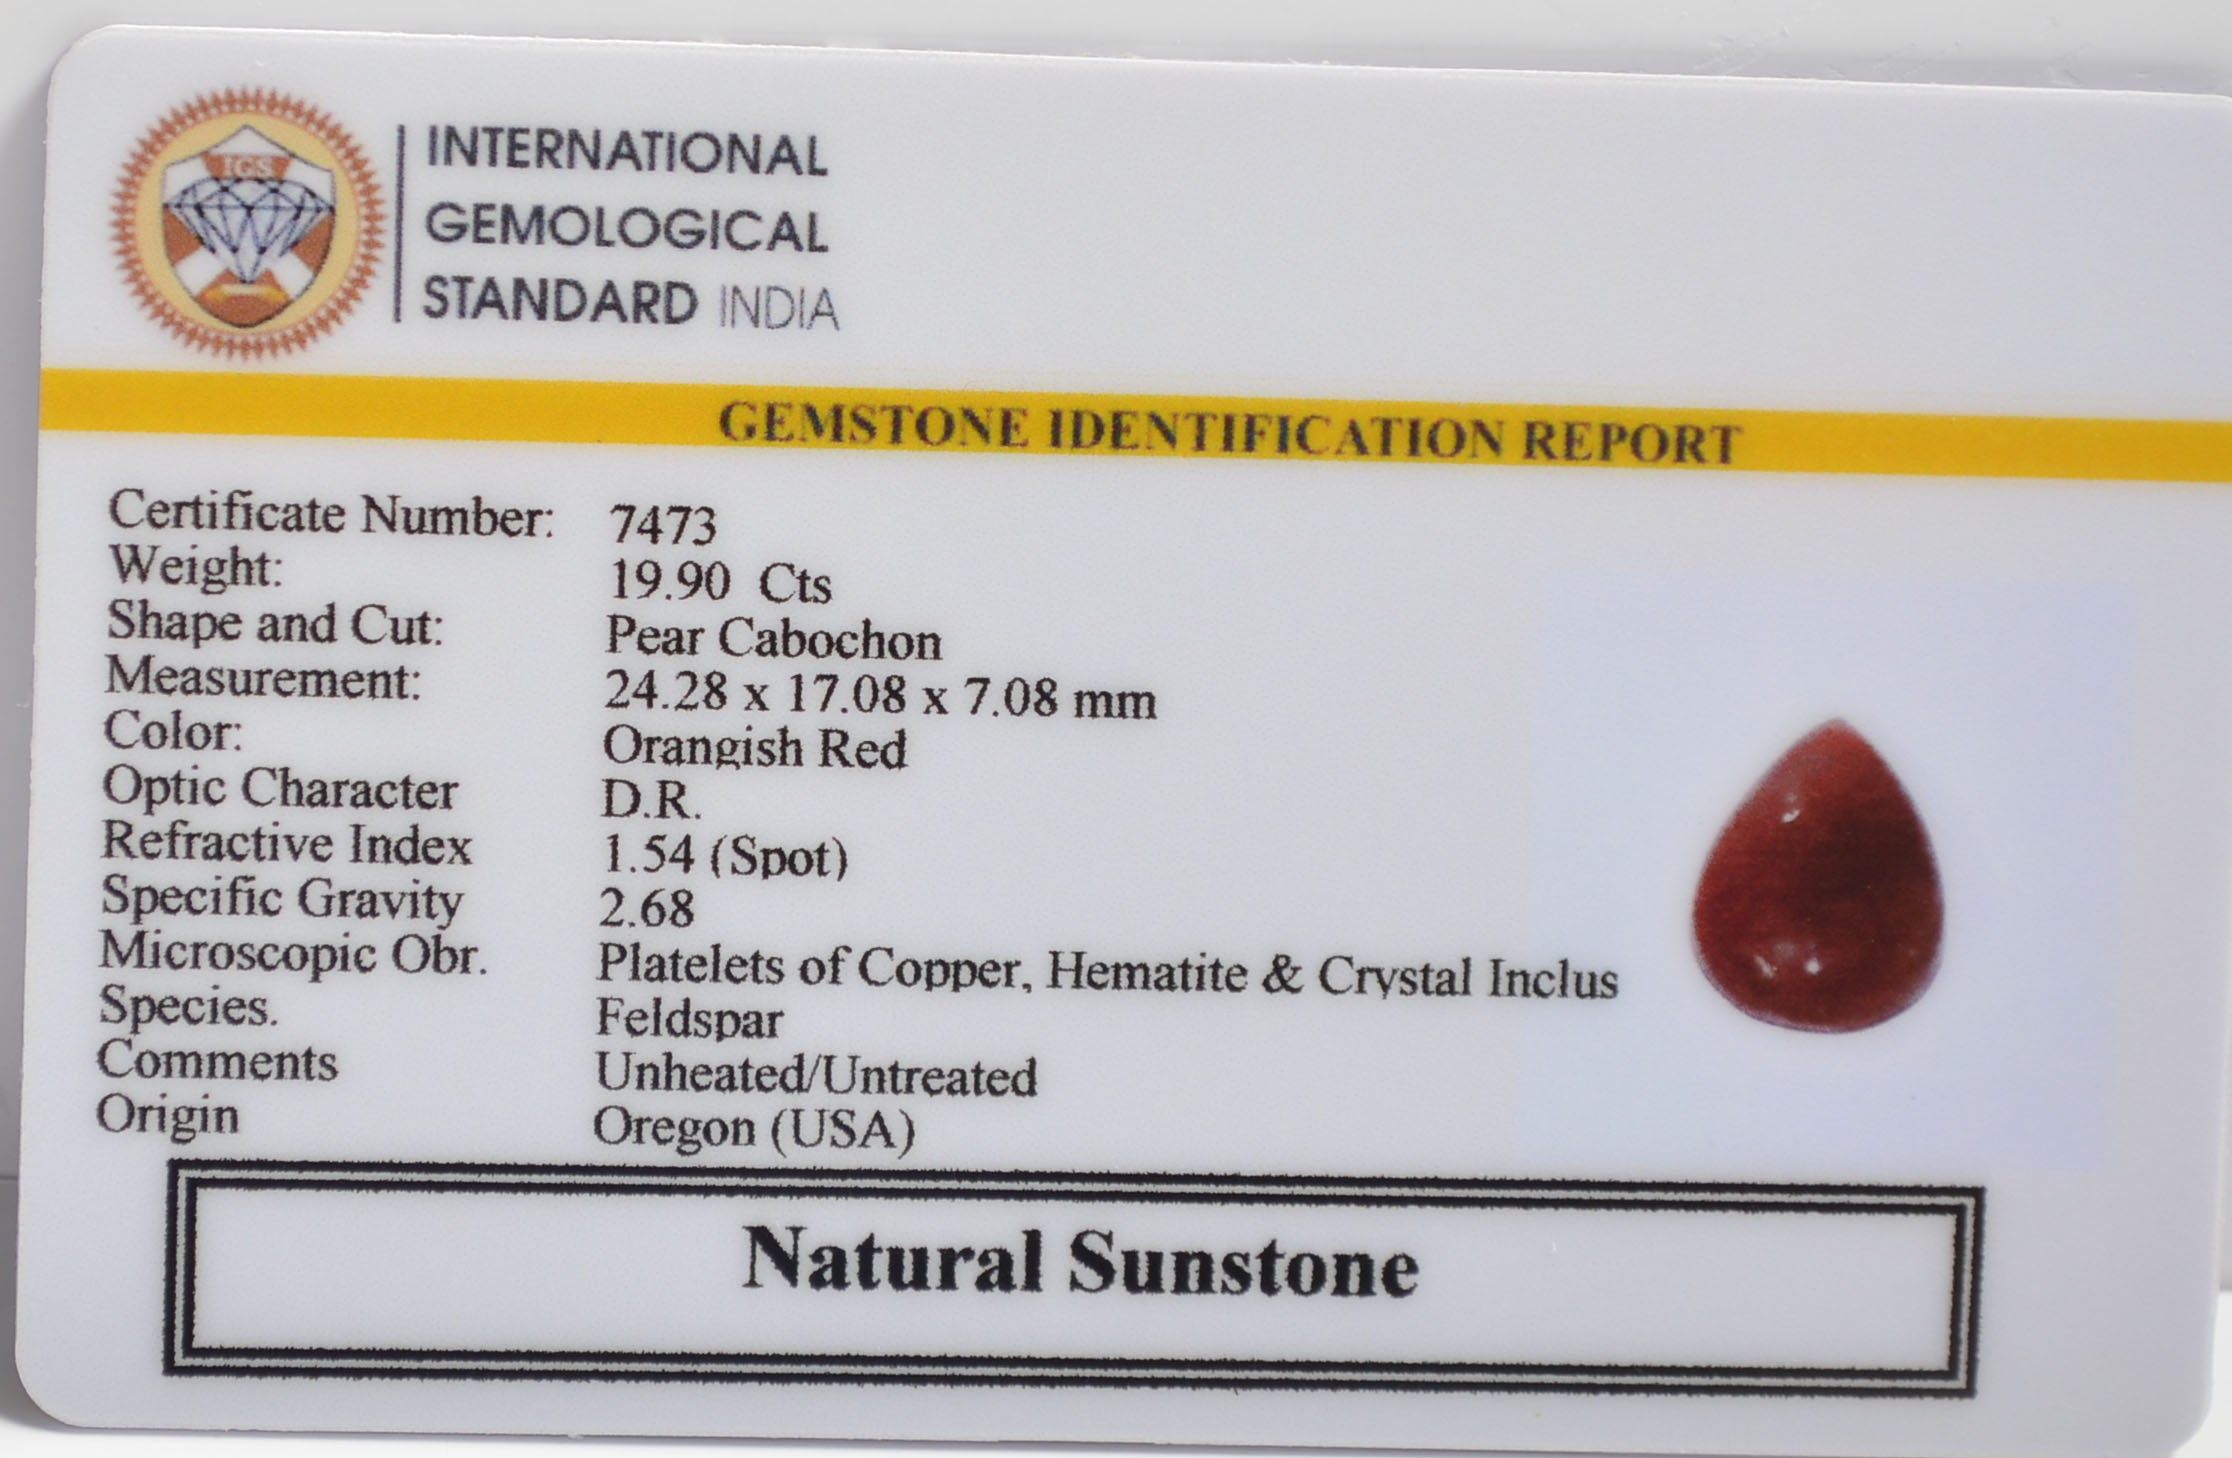 IGS
INTERNATIONAL
GEMOLOGICAL
STANDARD INDIA
GEMSTONE IDENTIFICATION REPORT
Certificate Number: 7473
Weight: 19.90 Cts
Shape and Cut: Pear Cabochon
Measurement: 24.28 x 17.08 x 7.08 mm
Color: Orangish Red
Optic Character D.R.
Refractive Index 1.54 (Spot)
Specific Gravity 2.68
Microscopic Obr. Platelets of Copper, Hematite & Crystal Inclus
Species. Feldspar
Comments Unheated/Untreated
Origin Oregon (USA)
Natural Sunstone